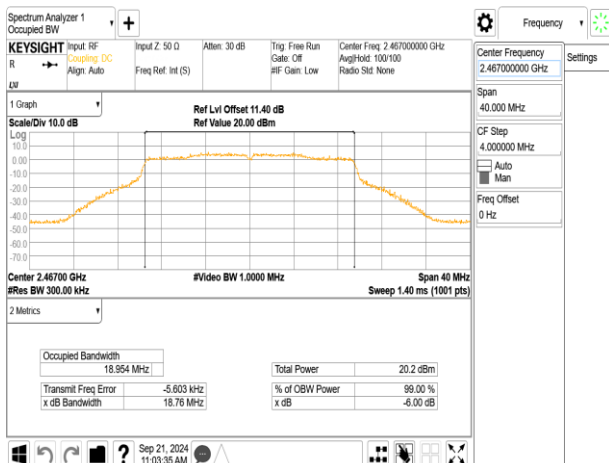 Spectrum Analyzer 1
Occupied BW
Frequency
KEYSIGHT
R
LXI
Input: RF
Coupling: DC
Align: Auto
Input Z: 50 Ω
Freq Ref: Int (S)
Atten: 30 dB
Trig: Free Run
Gate: Off
#IF Gain: Low
Center Freq: 2.467000000 GHz
Avg|Hold: 100/100
Radio Std: None
Center Frequency
2.467000000 GHz
Settings
Span
40.000 MHz
CF Step
4.000000 MHz
Auto
Man
Freq Offset
0 Hz
1 Graph
Scale/Div 10.0 dB
Ref Lvl Offset 11.40 dB
Ref Value 20.00 dBm
Log
10.0
0.00
-10.0
-20.0
-30.0
-40.0
-50.0
-60.0
-70.0
Center 2.46700 GHz
#Res BW 300.00 kHz
#Video BW 1.0000 MHz
Span 40 MHz
Sweep 1.40 ms (1001 pts)
2 Metrics
Occupied Bandwidth
18.954 MHz
Transmit Freq Error -5.603 kHz
x dB Bandwidth 18.76 MHz
Total Power 20.2 dBm
% of OBW Power 99.00 %
x dB -6.00 dB
?
Sep 21, 2024
11:03:35 AM